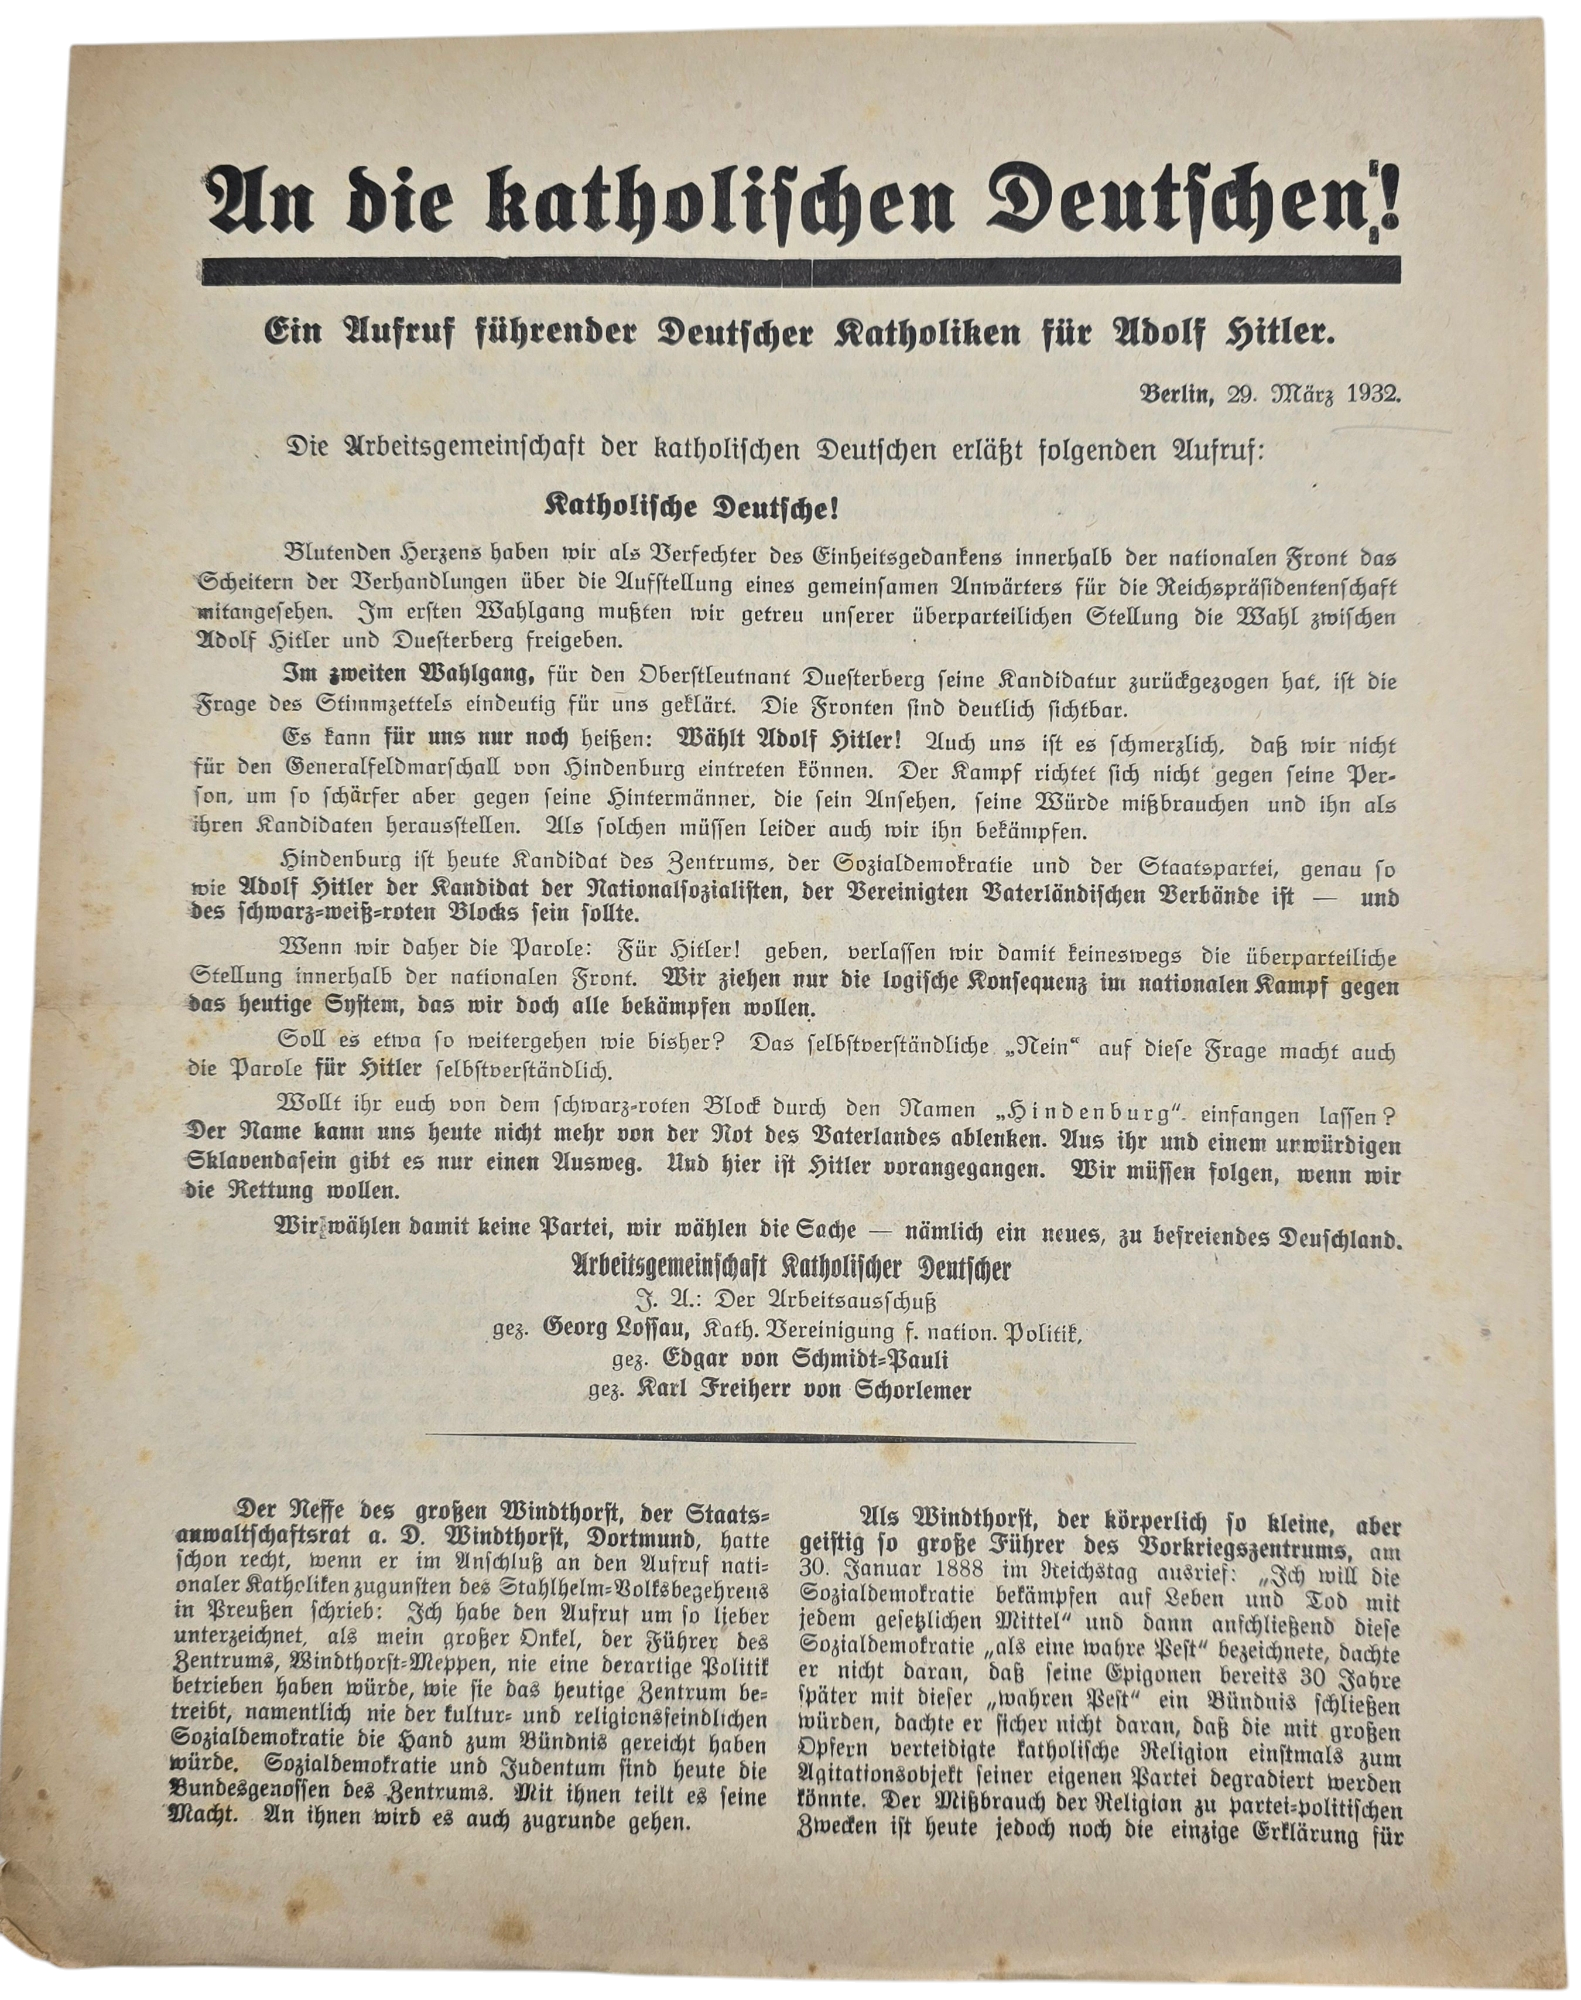 An die katholischen Deutschen!
Ein Aufruf führender Deutscher Katholiken für Adolf Hitler.
Berlin, 29. März 1932.
Die Arbeitsgemeinschaft der katholischen Deutschen erläßt folgenden Aufruf:
Katholische Deutsche!
Blutenden Herzens haben wir als Verfechter des Einheitsgedankens innerhalb der nationalen Front das
Scheitern der Verhandlungen über die Aufstellung eines gemeinsamen Anwärters für die Reichspräsidentenschaft
mitangesehen. Im ersten Wahlgang mußten wir getreu unserer überparteilichen Stellung die Wahl zwischen
Adolf Hitler und Duesterberg freigeben.
Im zweiten Wahlgang, für den Oberstleutnant Duesterberg seine Kandidatur zurückgezogen hat, ist die
Frage des Stimmzettels eindeutig für uns geklärt. Die Fronten sind deutlich sichtbar.
Es kann für uns nur noch heißen: Wählt Adolf Hitler! Auch uns ist es schmerzlich, daß wir nicht
für den Generalfeldmarschall von Hindenburg eintreten können. Der Kampf richtet sich nicht gegen seine Per-
son, um so schärfer aber gegen seine Hintermänner, die sein Ansehen, seine Würde mißbrauchen und ihn als
ihren Kandidaten herausstellen. Als solchen müssen leider auch wir ihn bekämpfen.
Hindenburg ist heute Kandidat des Zentrums, der Sozialdemokratie und der Staatspartei, genau so
wie Adolf Hitler der Kandidat der Nationalsozialisten, der Vereinigten Vaterländischen Verbände ist — und
des schwarz-weiß-roten Blocks sein sollte.
Wenn wir daher die Parole: Für Hitler! geben, verlassen wir damit keineswegs die überparteiliche
Stellung innerhalb der nationalen Front. Wir ziehen nur die logische Konsequenz im nationalen Kampf gegen
das heutige System, das wir doch alle bekämpfen wollen.
Soll es etwa so weitergehen wie bisher? Das selbstverständliche „Nein“ auf diese Frage macht auch
die Parole für Hitler selbstverständlich.
Wollt ihr euch von dem schwarz-roten Block durch den Namen „Hindenburg“ einfangen lassen?
Der Name kann uns heute nicht mehr von der Not des Vaterlandes ablenken. Aus ihr und einem unwürdigen
Sklavendasein gibt es nur einen Ausweg. Und hier ist Hitler vorangegangen. Wir müssen folgen, wenn wir
die Rettung wollen.
Wir wählen damit keine Partei, wir wählen die Sache — nämlich ein neues, zu befreiendes Deuschland.
Arbeitsgemeinschaft Katholischer Deutscher
J. A.: Der Arbeitsausschuß
gez. Georg Lossau, Kath. Vereinigung f. nation. Politik,
gez. Edgar von Schmidt-Pauli
gez. Karl Freiherr von Schorlemer
Der Neffe des großen Windthorst, der Staats-
anwaltschaftsrat a. D. Windthorst, Dortmund, hatte
schon recht, wenn er im Anschluß an den Aufruf nati-
onaler Katholiken zugunsten des Stahlhelm-Volksbegehrens
in Preußen schrieb: Ich habe den Aufruf um so lieber
unterzeichnet, als mein großer Onkel, der Führer des
Zentrums, Windthorst-Meppen, nie eine derartige Politik
betrieben haben würde, wie sie das heutige Zentrum be-
treibt, namentlich nie der kultur- und religionsfeindlichen
Sozialdemokratie die Hand zum Bündnis gereicht haben
würde. Sozialdemokratie und Judentum sind heute die
Bundesgenossen des Zentrums. Mit ihnen teilt es seine
Macht. An ihnen wird es auch zugrunde gehen.
Als Windthorst, der körperlich so kleine, aber
geistig so große Führer des Vorkriegszentrums, am
30. Januar 1888 im Reichstag ausrief: „Ich will die
Sozialdemokratie bekämpfen auf Leben und Tod mit
jedem gesetzlichen Mittel“ und dann anschließend diese
Sozialdemokratie „als eine wahre Pest“ bezeichnete, dachte
er nicht daran, daß seine Epigonen bereits 30 Jahre
später mit dieser „wahren Pest“ ein Bündnis schließen
würden, dachte er sicher nicht daran, daß die mit großen
Opfern verteidigte katholische Religion einstmals zum
Agitationsobjekt seiner eigenen Partei degradiert werden
könnte. Der Mißbrauch der Religion zu partei-politischen
Zwecken ist heute jedoch noch die einzige Erklärung für